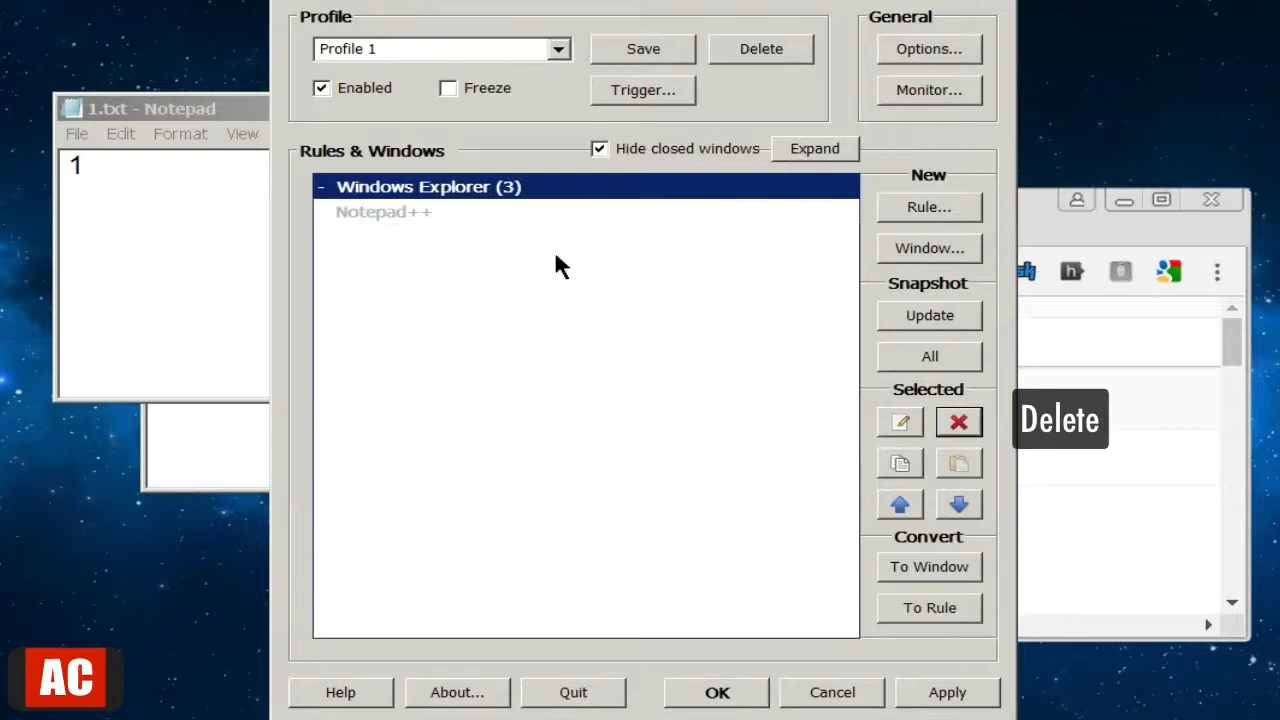 Profile
General
Profile 1
Save
Delete
Options...
Enabled
Freeze
Trigger...
Monitor...
1.txt - Notepad
File Edit Format View
1
Rules & Windows
Hide closed windows
Expand
- Windows Explorer (3)
Notepad++
New
Rule...
Window...
Snapshot
Update
All
Selected
Delete
Convert
To Window
To Rule
Help
About...
Quit
OK
Cancel
Apply
h
AC